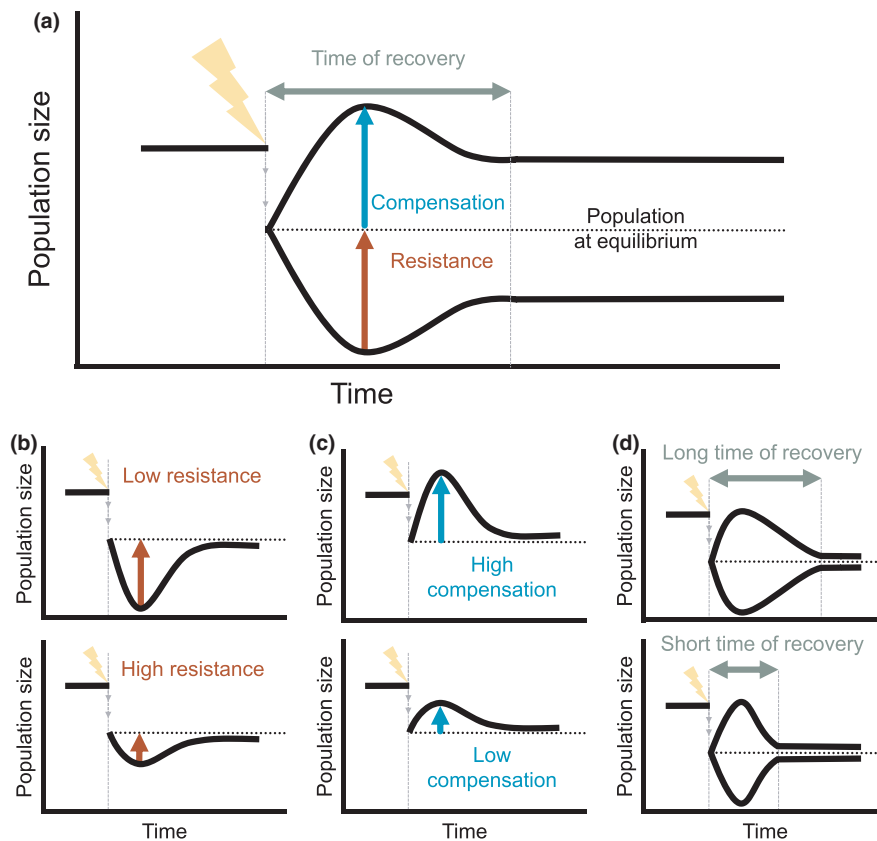 (a)
Population size
Time of recovery
Compensation
Resistance
Population
at equilibrium
Time
(b)
Population size
Low resistance
Population size
High resistance
Time
(c)
Population size
High
compensation
Population size
Low
compensation
Time
(d)
Population size
Long time of recovery
Population size
Short time of recovery
Time